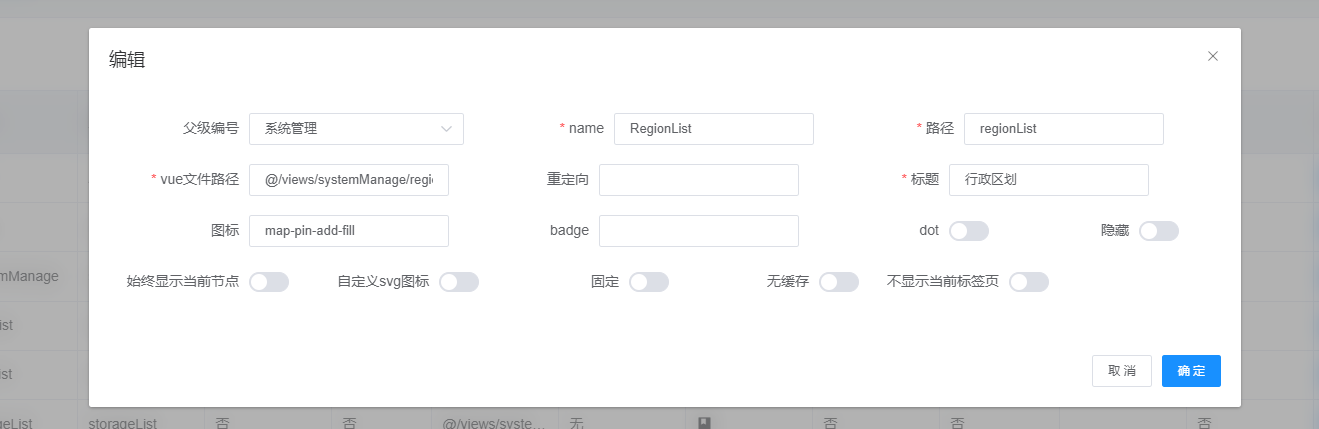 编辑
父级编号 系统管理 * name RegionList * 路径 regionList
* vue文件路径 @/views/systemManage/regi 重定向 * 标题 行政区划
图标 map-pin-add-fill badge dot 隐藏
始终显示当前节点 自定义svg图标 固定 无缓存 不显示当前标签页
取消 确定
mManage
ist
ist
geList storageList 否 否 @/views/syste... 无 否 否 否